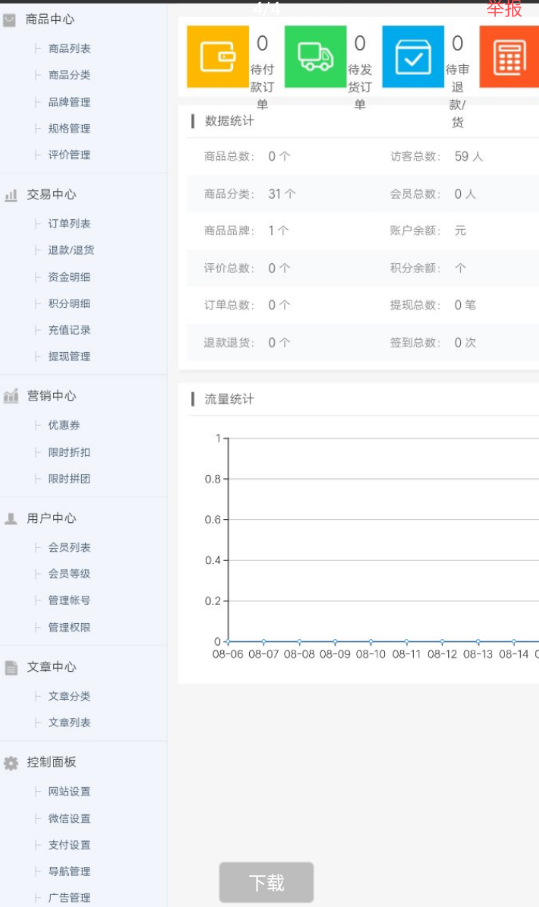 4/4
举报
商品中心
商品列表
商品分类
品牌管理
规格管理
评价管理
交易中心
订单列表
退款/退货
资金明细
积分明细
充值记录
提现管理
营销中心
优惠券
限时折扣
限时拼团
用户中心
会员列表
会员等级
管理帐号
管理权限
文章中心
文章分类
文章列表
控制面板
网站设置
微信设置
支付设置
导航管理
广告管理
0
待付
款订
单
0
待发
货订
单
0
待审
退
款/
货
数据统计
商品总数: 0 个 访客总数: 59 人
商品分类: 31 个 会员总数: 0 人
商品品牌: 1 个 账户余额: 元
评价总数: 0 个 积分余额: 个
订单总数: 0 个 提现总数: 0 笔
退款退货: 0 个 签到总数: 0 次
流量统计
1
0.8
0.6
0.4
0.2
0
08-06 08-07 08-08 08-09 08-10 08-11 08-12 08-13 08-14
下载